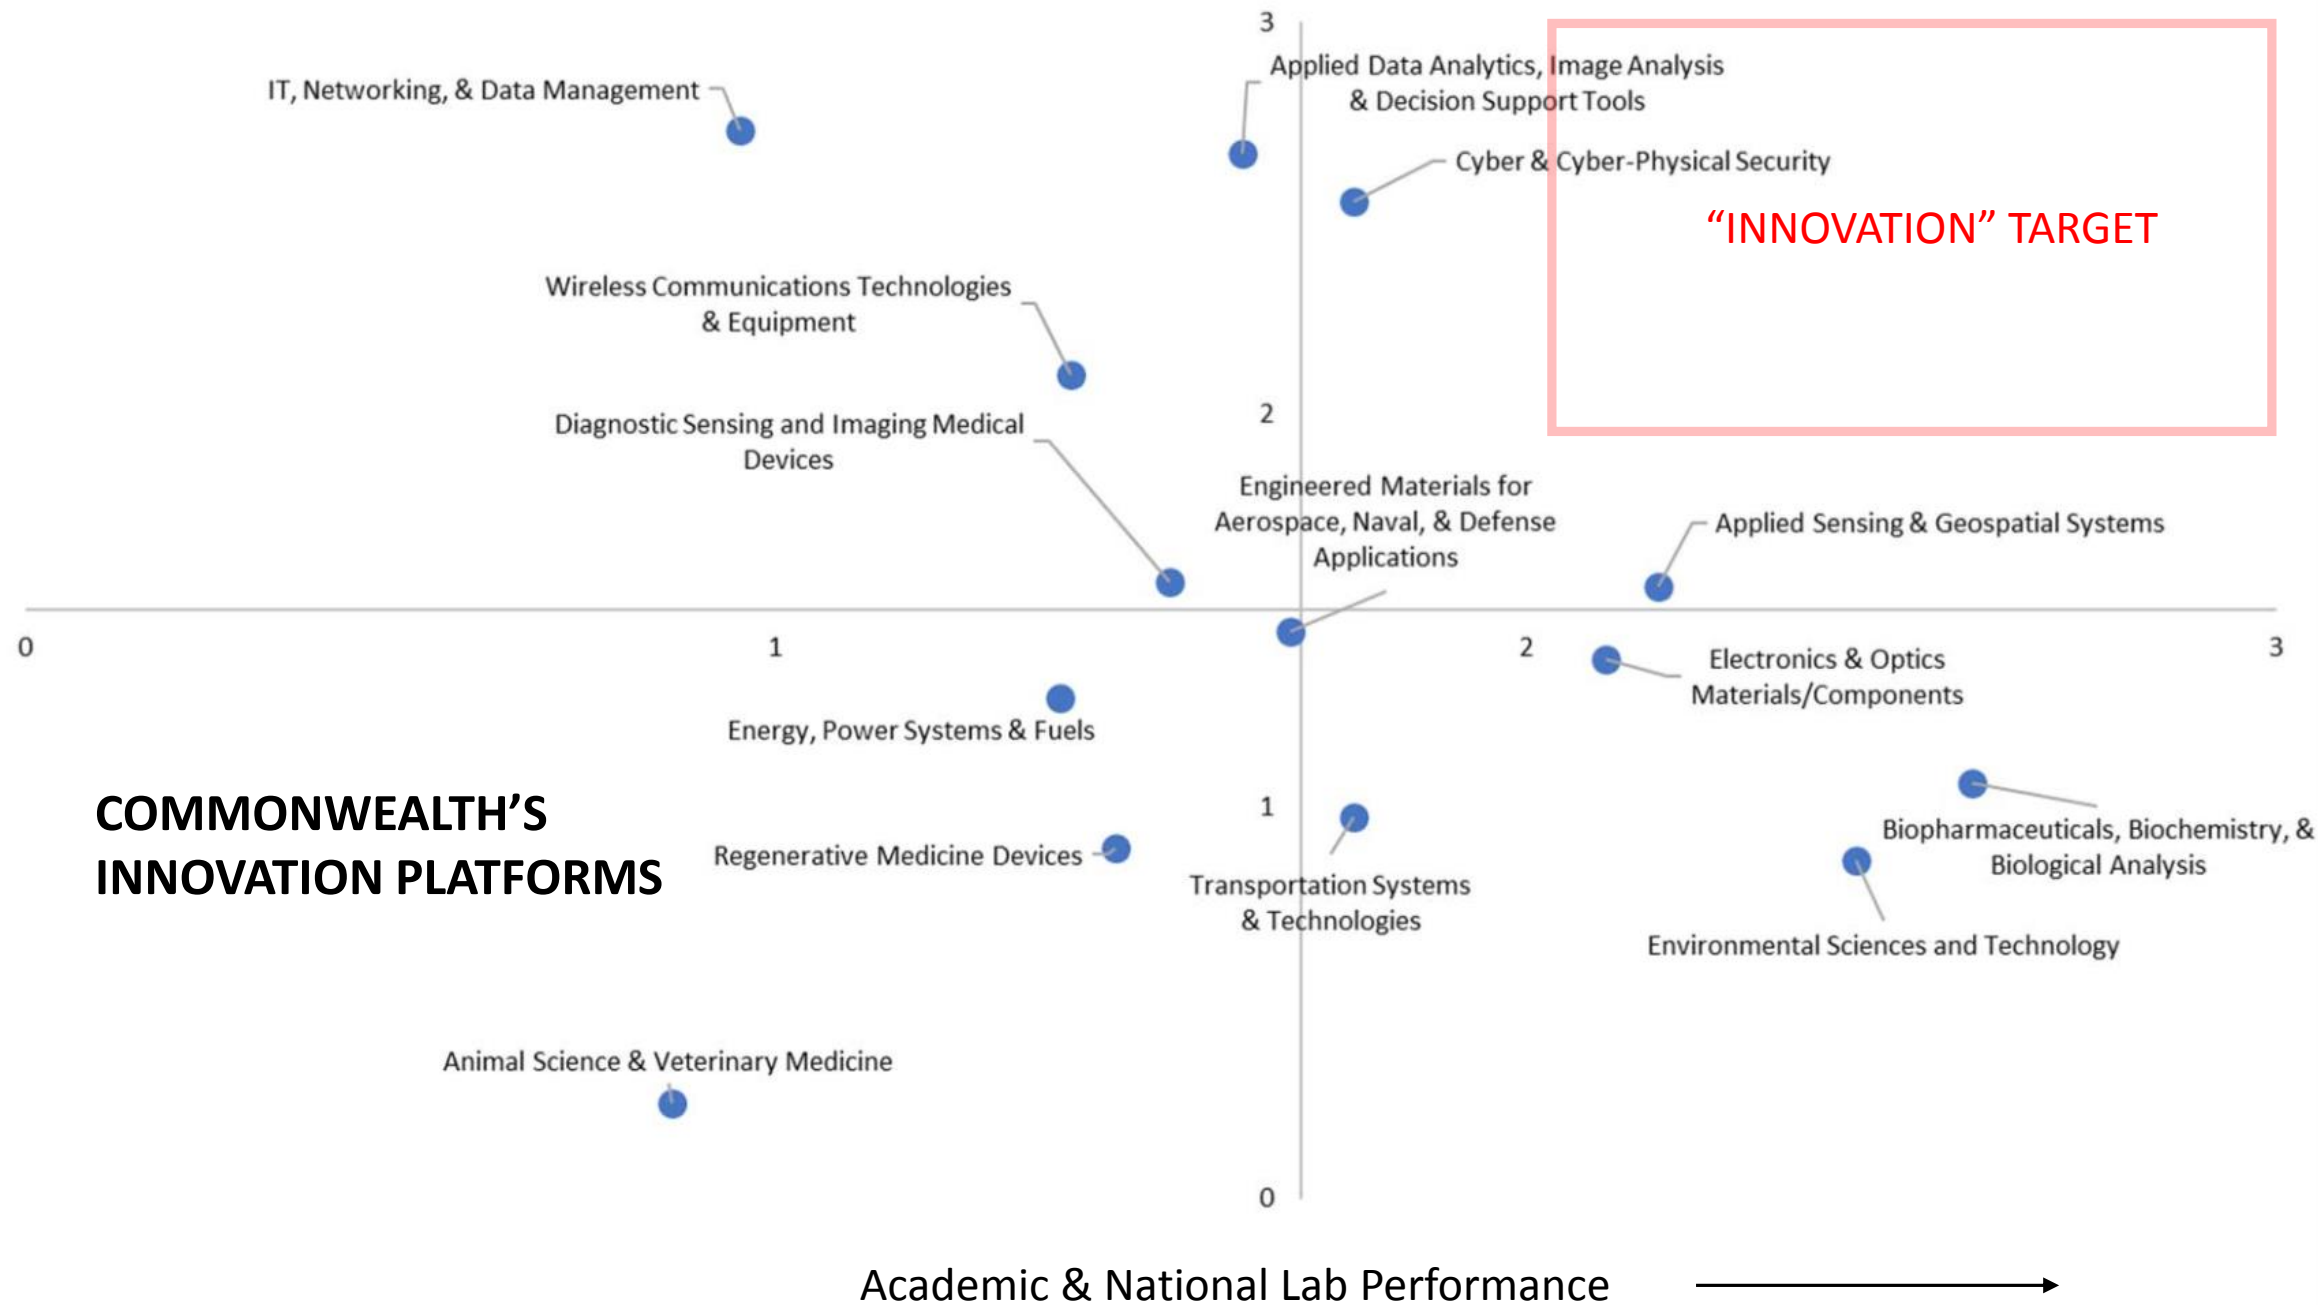 3
Applied Data Analytics, Image Analysis
& Decision Support Tools
IT, Networking, & Data Management
Cyber & Cyber-Physical Security
“INNOVATION” TARGET
Wireless Communications Technologies
& Equipment
2
Diagnostic Sensing and Imaging Medical
Devices
Engineered Materials for
Aerospace, Naval, & Defense
Applications
Applied Sensing & Geospatial Systems
0
1
2
3
Electronics & Optics
Materials/Components
Energy, Power Systems & Fuels
COMMONWEALTH’S
INNOVATION PLATFORMS
1
Biopharmaceuticals, Biochemistry, &
Biological Analysis
Regenerative Medicine Devices
Transportation Systems
& Technologies
Environmental Sciences and Technology
Animal Science & Veterinary Medicine
0
Academic & National Lab Performance